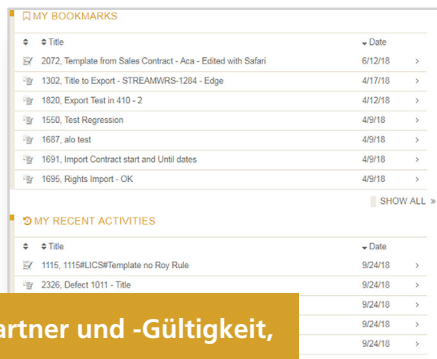 MY BOOKMARKS
Title Date
2072, Template from Sales Contract - Aca - Edited with Safari 6/12/18
1302, Title to Export - STREAMWRS-1284 - Edge 4/17/18
1820, Export Test in 410 - 2 4/12/18
1550, Test Regression 4/9/18
1687, alo test 4/9/18
1691, Import Contract start and Until dates 4/9/18
1695, Rights Import - OK 4/9/18
SHOW ALL »
MY RECENT ACTIVITIES
Title Date
1115, 1115#LICS#Template no Roy Rule 9/24/18
2326, Defect 1011 - Title 9/24/18
9/24/18
artner und -Gültigkeit, 9/24/18
9/24/18